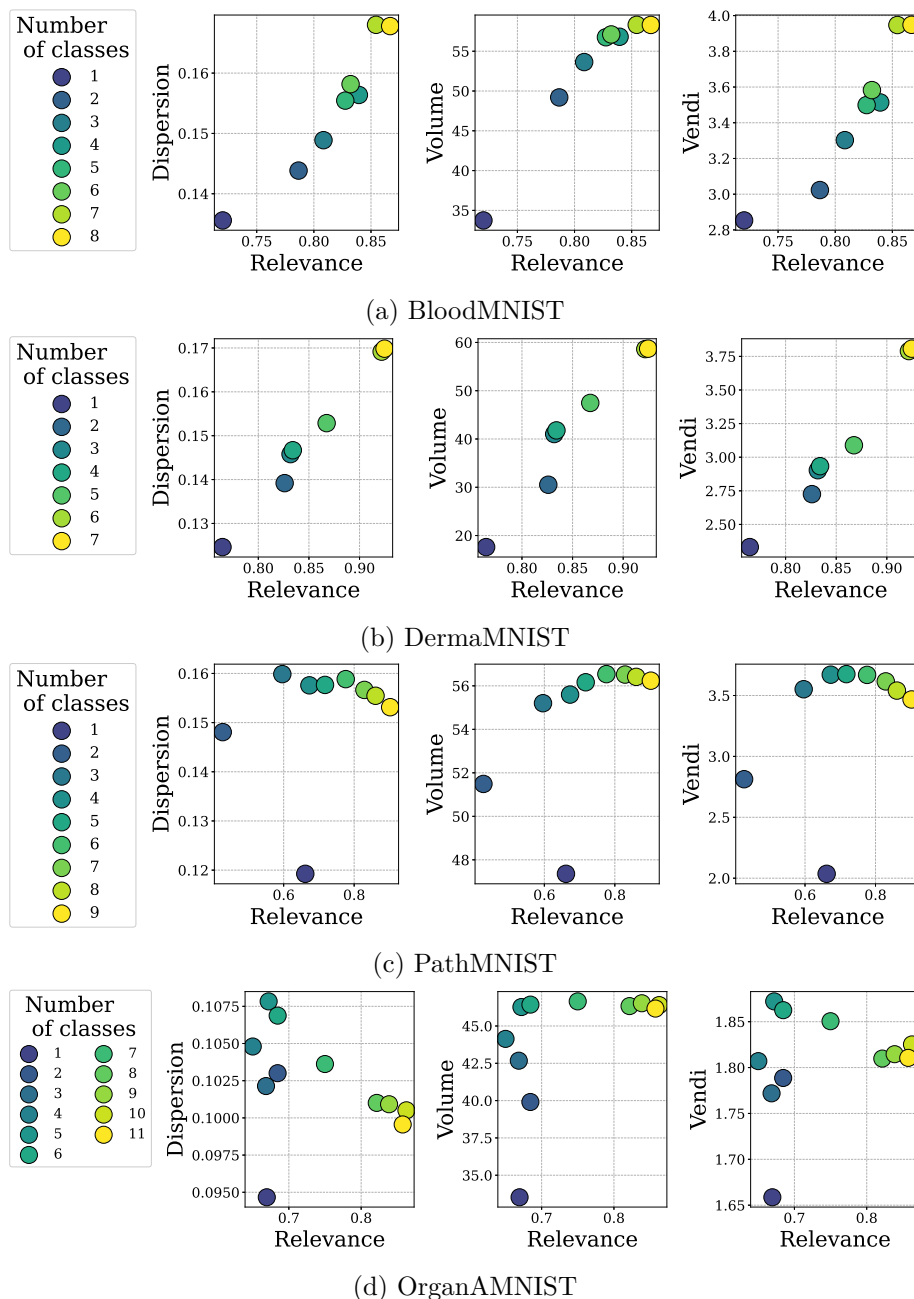 Number
of classes
1
2
3
4
5
6
7
8
Dispersion
0.16
0.15
0.14
0.75 0.80 0.85
Relevance
Volume
55
50
45
40
35
0.75 0.80 0.85
Relevance
Vendi
4.0
3.8
3.6
3.4
3.2
3.0
2.8
0.75 0.80 0.85
Relevance
(a) BloodMNIST
Number
of classes
1
2
3
4
5
6
7
Dispersion
0.17
0.16
0.15
0.14
0.13
0.80 0.85 0.90
Relevance
Volume
60
50
40
30
20
0.80 0.85 0.90
Relevance
Vendi
3.75
3.50
3.25
3.00
2.75
2.50
0.80 0.85 0.90
Relevance
(b) DermaMNIST
Number
of classes
1
2
3
4
5
6
7
8
9
Dispersion
0.16
0.15
0.14
0.13
0.12
0.6 0.8
Relevance
Volume
56
54
52
50
48
0.6 0.8
Relevance
Vendi
3.5
3.0
2.5
2.0
0.6 0.8
Relevance
(c) PathMNIST
Number
of classes
1 7
2 8
3 9
4 10
5 11
6
Dispersion
0.1075
0.1050
0.1025
0.1000
0.0975
0.0950
0.7 0.8
Relevance
Volume
45.0
42.5
40.0
37.5
35.0
0.7 0.8
Relevance
Vendi
1.85
1.80
1.75
1.70
1.65
0.7 0.8
Relevance
(d) OrganAMNIST